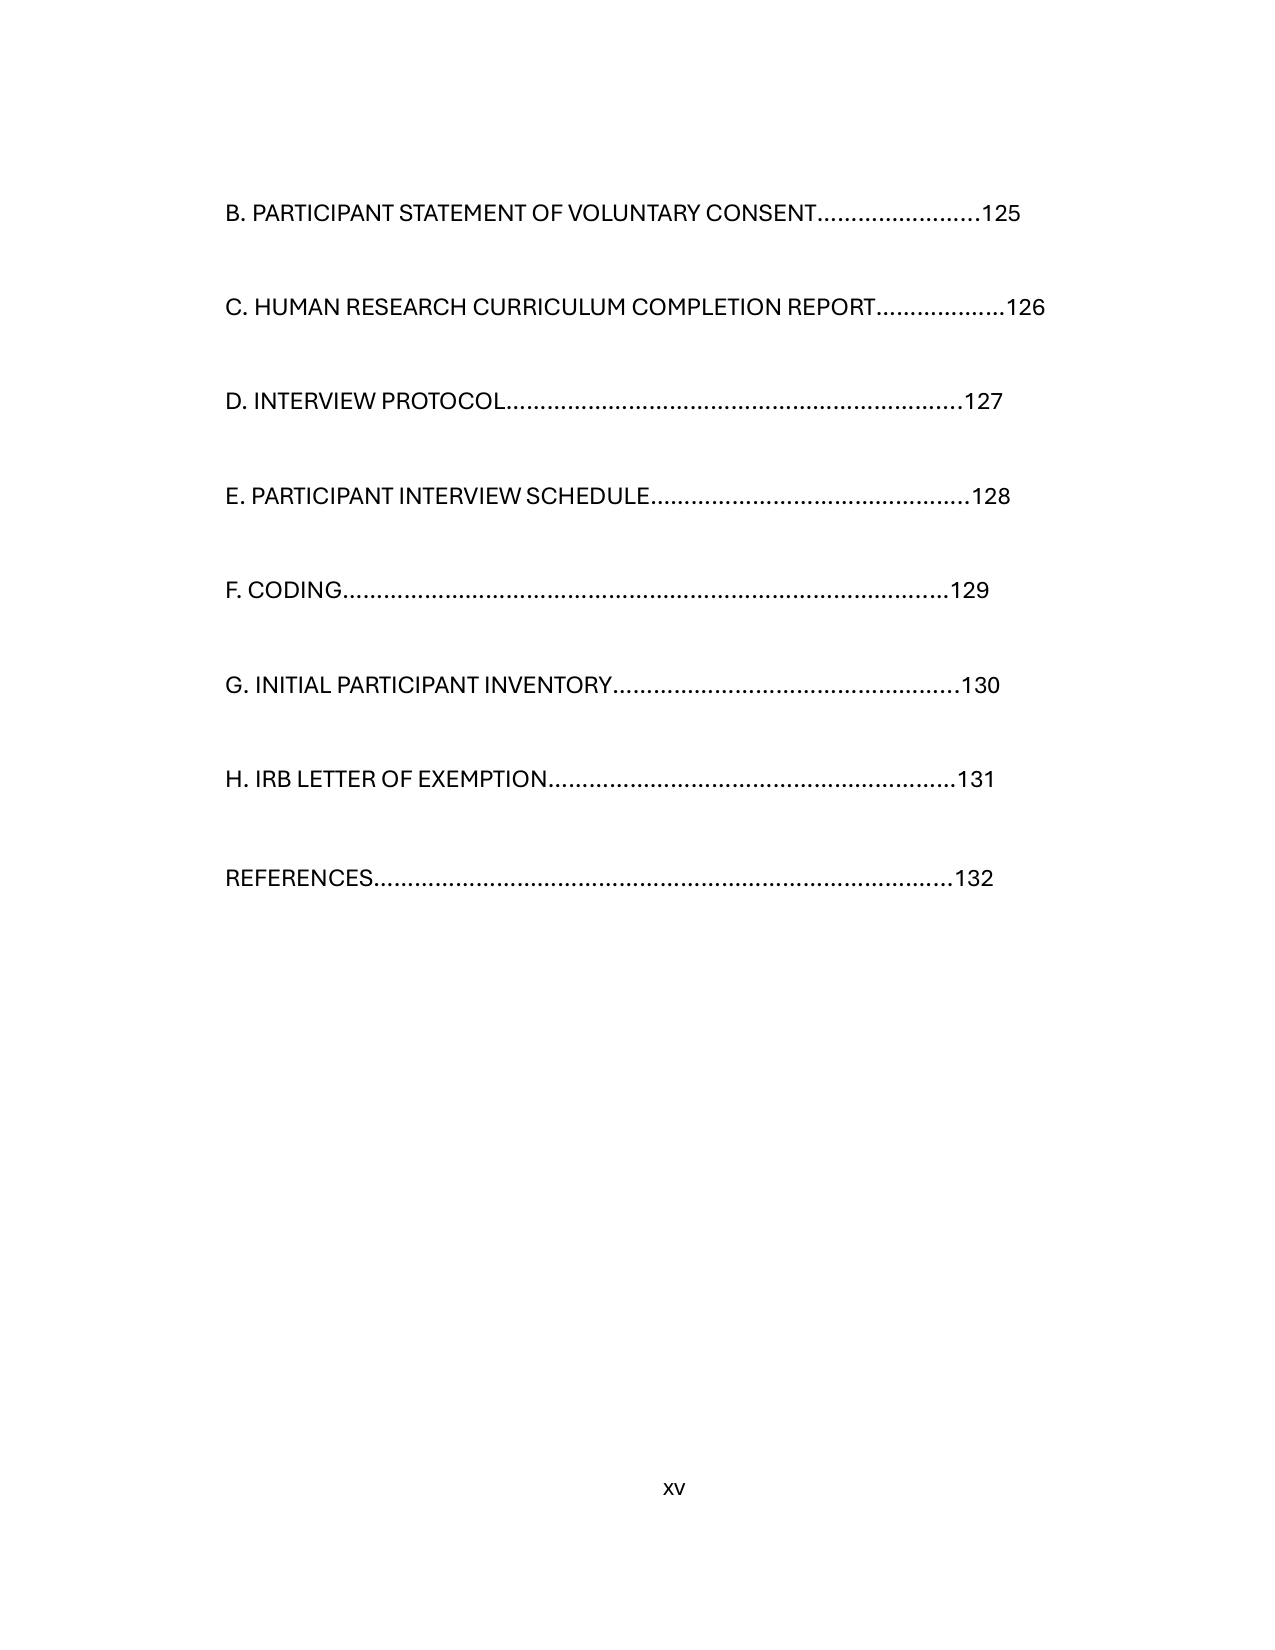 B. PARTICIPANT STATEMENT OF VOLUNTARY CONSENT........................125
C. HUMAN RESEARCH CURRICULUM COMPLETION REPORT...................126
D. INTERVIEW PROTOCOL...................................................................127
E. PARTICIPANT INTERVIEW SCHEDULE...............................................128
F. CODING.........................................................................................129
G. INITIAL PARTICIPANT INVENTORY...................................................130
H. IRB LETTER OF EXEMPTION............................................................131
REFERENCES.....................................................................................132
xv